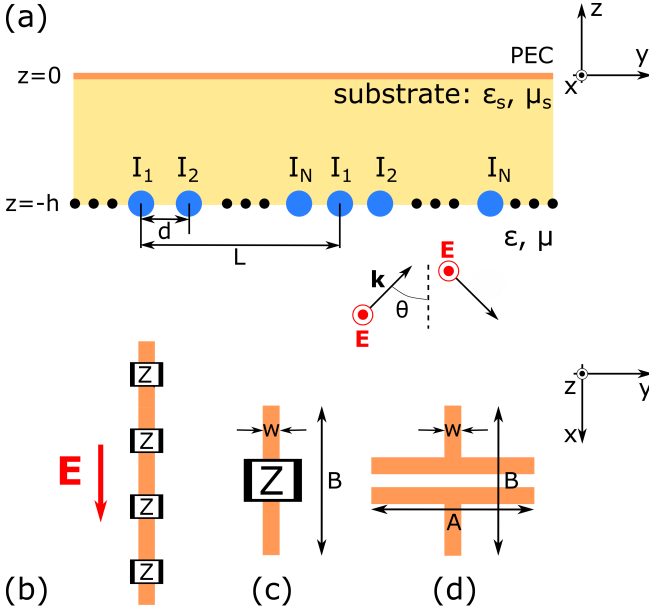 (a)
z
PEC
z=0
x
y
substrate: εs, μs
I1 I2 IN I1 I2 IN
z=-h
d
ε, μ
L
E
k
θ
E
Z
z
y
x
Z
w
w
E
Z
B
B
Z
A
Z
(b) (c) (d)